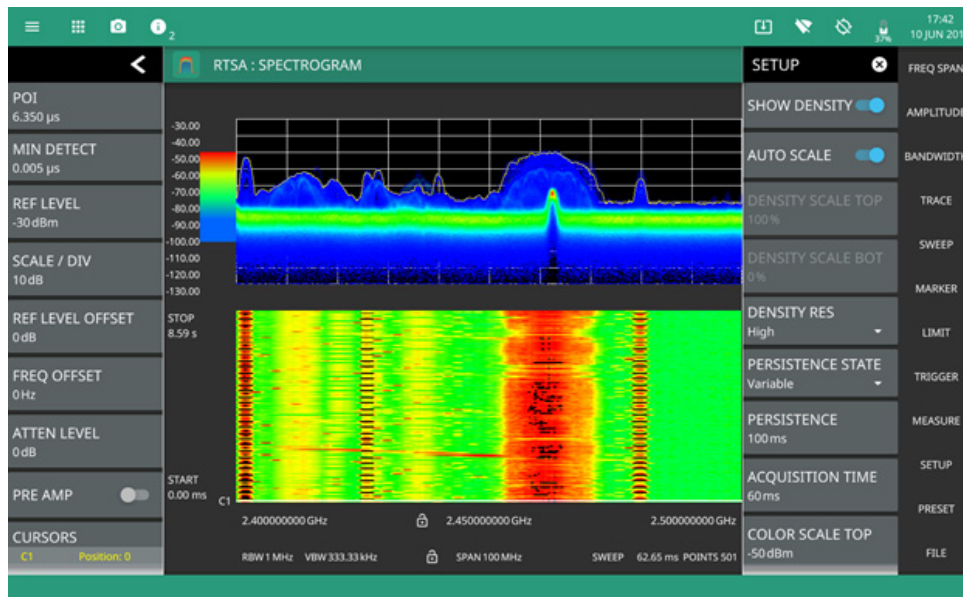 2
37%
17:42
10 JUN 201
RTSA : SPECTROGRAM
POI
6.350 µs
MIN DETECT
0.005 µs
REF LEVEL
-30 dBm
SCALE / DIV
10 dB
REF LEVEL OFFSET
0 dB
FREQ OFFSET
0 Hz
ATTEN LEVEL
0 dB
PRE AMP
CURSORS
C1 Position: 0
-30.00
-40.00
-50.00
-60.00
-70.00
-80.00
-90.00
-100.00
-110.00
-120.00
-130.00
STOP
8.59 s
START
0.00 ms
C1
2.400000000 GHz 2.450000000 GHz 2.500000000 GHz
RBW 1 MHz VBW 333.33 kHz SPAN 100 MHz SWEEP 62.65 ms POINTS 501
SETUP
SHOW DENSITY
AUTO SCALE
DENSITY SCALE TOP
100 %
DENSITY SCALE BOT
0 %
DENSITY RES
High
PERSISTENCE STATE
Variable
PERSISTENCE
100 ms
ACQUISITION TIME
60 ms
COLOR SCALE TOP
-50 dBm
FREQ SPAN
AMPLITUDE
BANDWIDTH
TRACE
SWEEP
MARKER
LIMIT
TRIGGER
MEASURE
SETUP
PRESET
FILE